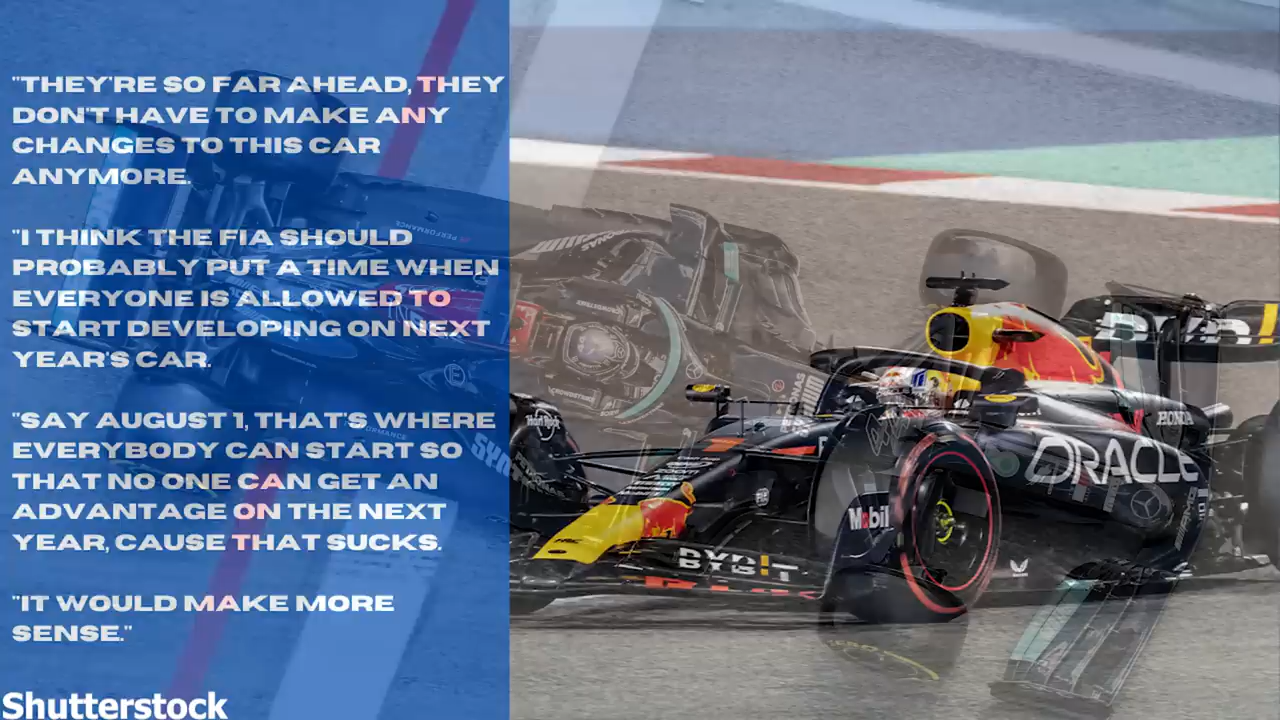 "THEY'RE SO FAR AHEAD, THEY
DON'T HAVE TO MAKE ANY
CHANGES TO THIS CAR
ANYMORE.
"I THINK THE FIA SHOULD
PROBABLY PUT A TIME WHEN
EVERYONE IS ALLOWED TO
START DEVELOPING ON NEXT
YEAR'S CAR.
"SAY AUGUST 1, THAT'S WHERE
EVERYBODY CAN START SO
THAT NO ONE CAN GET AN
ADVANTAGE ON THE NEXT
YEAR, CAUSE THAT SUCKS.
"IT WOULD MAKE MORE
SENSE."
Shutterstock
PERFORMANCE
HONDA
ORACLE
Mobil
BYBIT